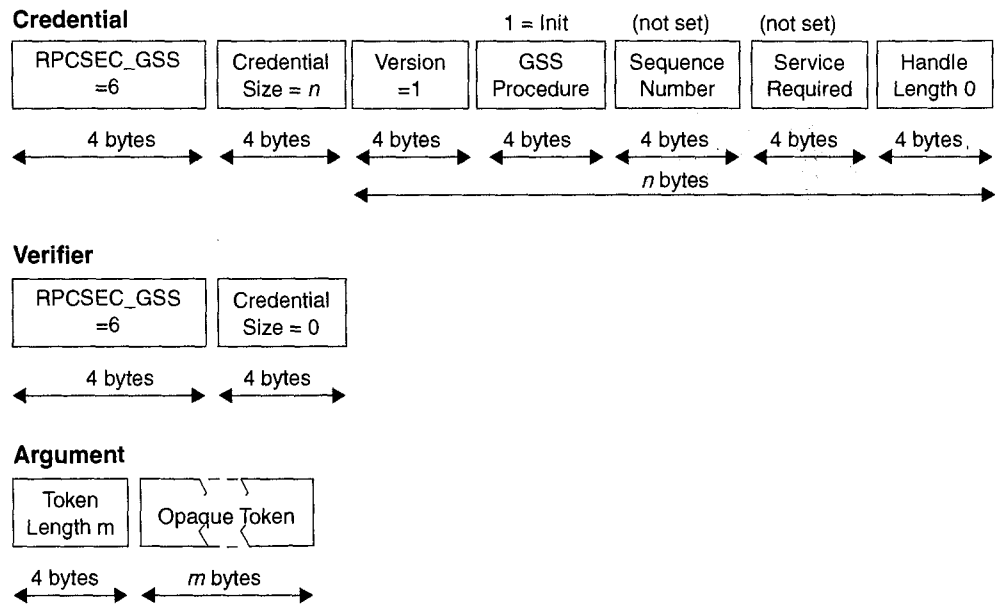 Credential
1 = Init
(not set)
(not set)
RPCSEC_GSS
=6
Credential
Size = n
Version
=1
GSS
Procedure
Sequence
Number
Service
Required
Handle
Length 0
4 bytes
4 bytes
4 bytes
4 bytes
4 bytes
4 bytes
4 bytes
n bytes
Verifier
RPCSEC_GSS
=6
Credential
Size = 0
4 bytes
4 bytes
Argument
Token
Length m
Opaque Token
4 bytes
m bytes